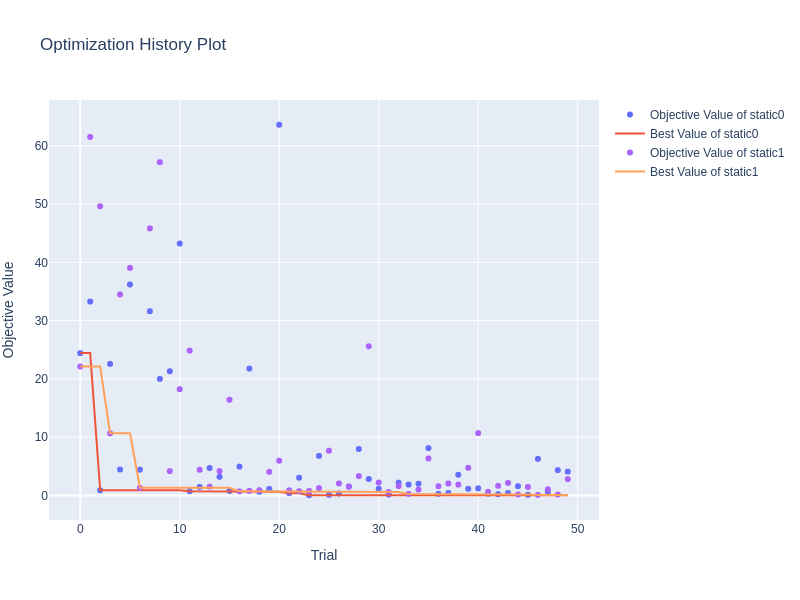 Optimization History Plot
Objective Value of static0
Best Value of static0
Objective Value of static1
Best Value of static1
60
50
40
30
20
10
0
Objective Value
0 10 20 30 40 50
Trial